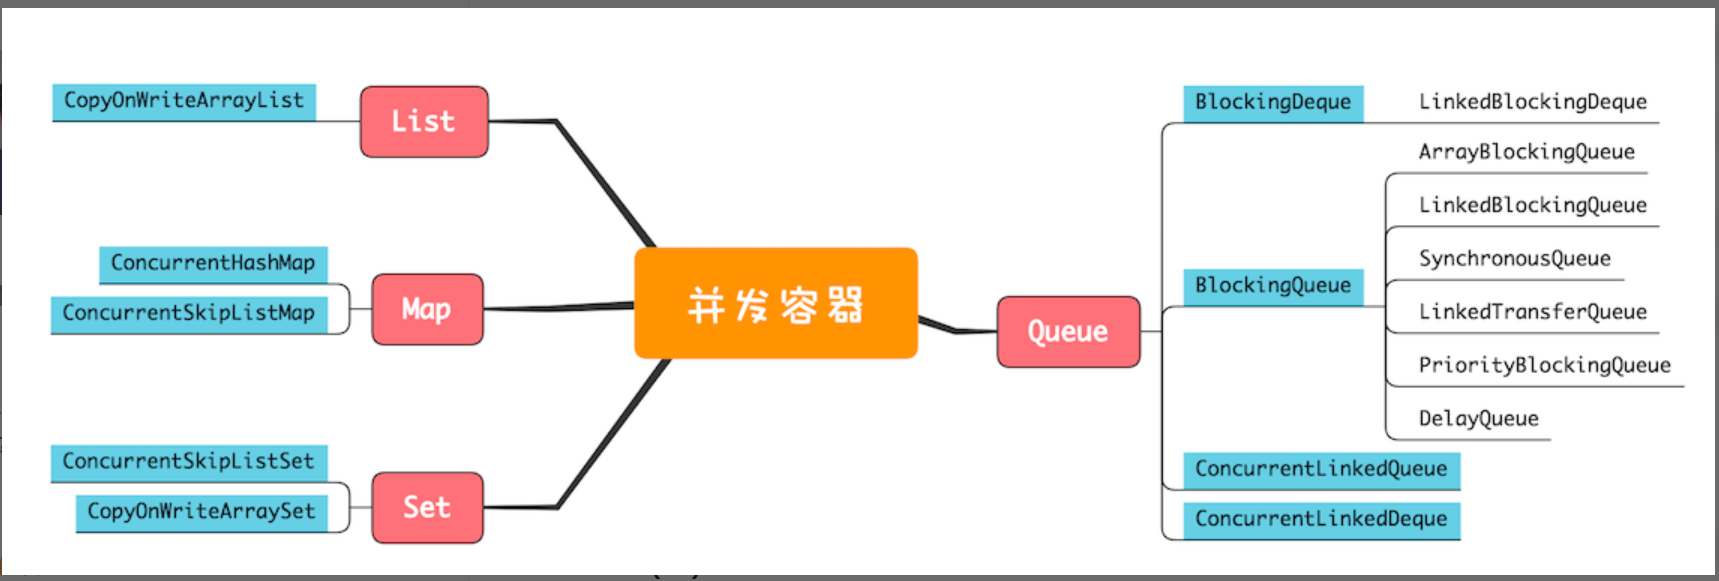 并发容器
List
CopyOnWriteArrayList
Map
ConcurrentHashMap
ConcurrentSkipListMap
Set
ConcurrentSkipListSet
CopyOnWriteArraySet
Queue
BlockingDeque
LinkedBlockingDeque
BlockingQueue
ArrayBlockingQueue
LinkedBlockingQueue
SynchronousQueue
LinkedTransferQueue
PriorityBlockingQueue
DelayQueue
ConcurrentLinkedQueue
ConcurrentLinkedDeque